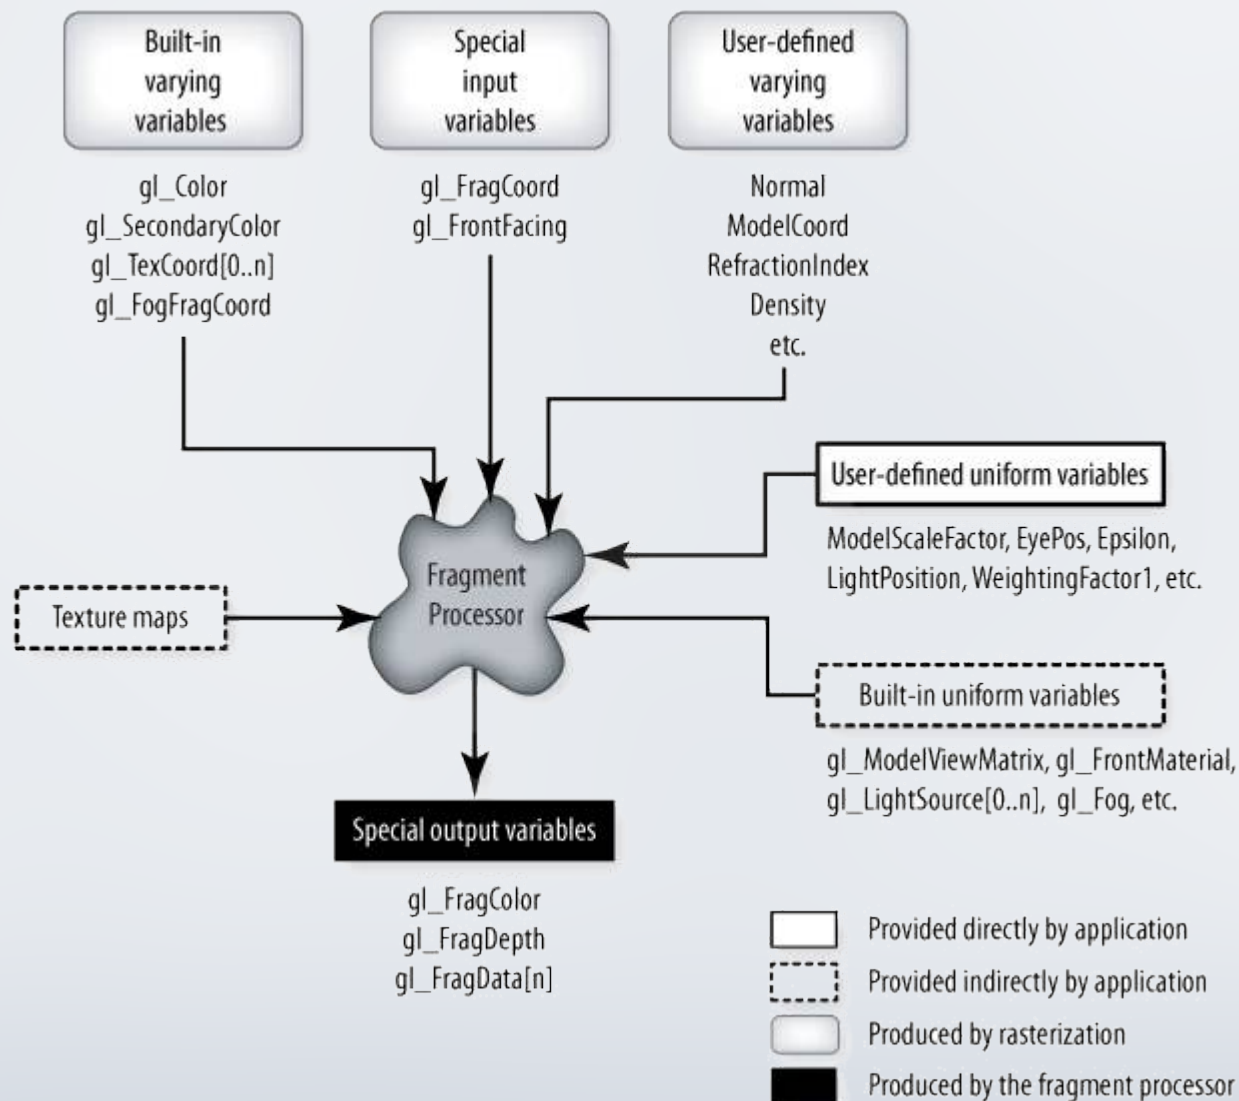 Built-in
varying
variables
Special
input
variables
User-defined
varying
variables
gl_Color
gl_SecondaryColor
gl_TexCoord[0..n]
gl_FogFragCoord
gl_FragCoord
gl_FrontFacing
Normal
ModelCoord
RefractionIndex
Density
etc.
User-defined uniform variables
ModelScaleFactor, EyePos, Epsilon,
LightPosition, WeightingFactor1, etc.
Fragment
Processor
Texture maps
Built-in uniform variables
gl_ModelViewMatrix, gl_FrontMaterial,
gl_LightSource[0..n], gl_Fog, etc.
Special output variables
gl_FragColor
gl_FragDepth
gl_FragData[n]
Provided directly by application
Provided indirectly by application
Produced by rasterization
Produced by the fragment processor